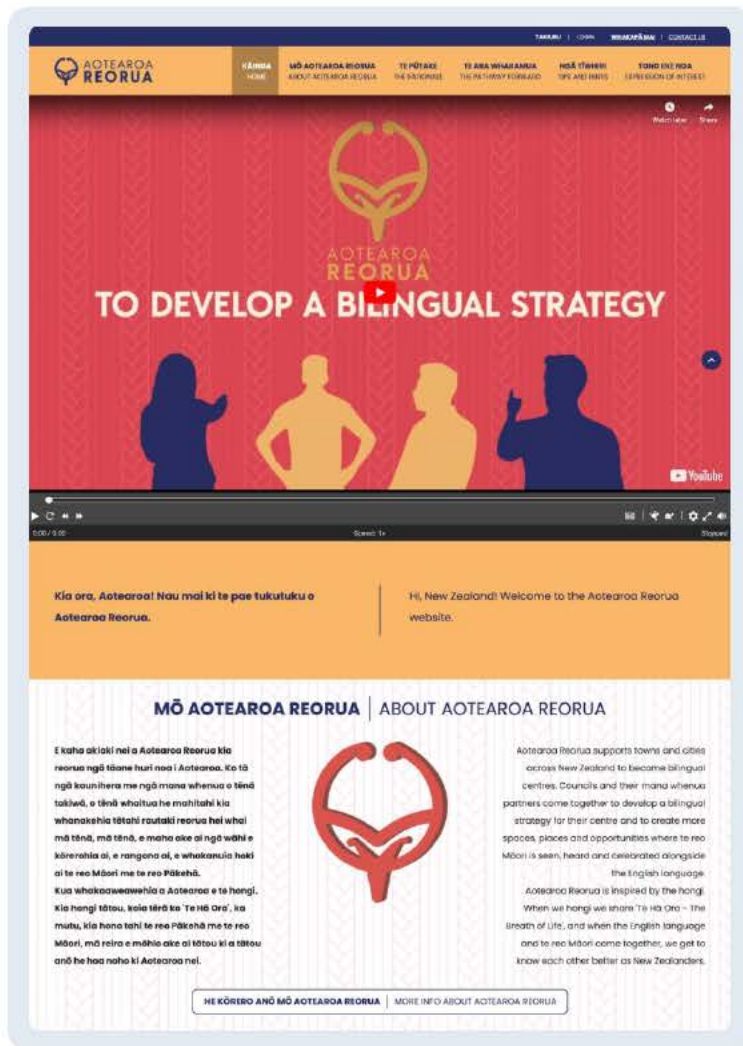 TAKIURU | LOGIN WHAKAPĀ MAI | CONTACT US
AOTEAROA
REORUA
KĀINGA
HOME
MŌ AOTEAROA REORUA
ABOUT AOTEAROA REORUA
TE PŪTAKE
THE RATIONALE
TE ARA WHAKAMUA
THE PATHWAY FORWARD
NGĀ TĪWHIRI
TIPS AND HINTS
TONO EKE NOA
EXPRESSION OF INTEREST
Watch later Share
AOTEAROA
REORUA
TO DEVELOP A BILINGUAL STRATEGY
YouTube
Speed: 1x
Stopped
Kia ora, Aotearoa! Nau mai ki te pae tukutuku o
Aotearoa Reorua.
Hi, New Zealand! Welcome to the Aotearoa Reorua
website.
MŌ AOTEAROA REORUA | ABOUT AOTEAROA REORUA
E kaha akiaki nei a Aotearoa Reorua kia
reorua ngā tāone huri noa i Aotearoa. Ko tā
ngā kaunihera me ngā mana whenua o tēnā
takiwā, o tēnā whaitua he mahitahi kia
whanakehia tētahi rautaki reorua hei whai
mā tēnā, mā tēnā, e maha ake ai ngā wāhi e
kōrerohia ai, e rangona ai, e whakanuia hoki
ai te reo Māori me te reo Pākehā.
Kua whakaaweawehia a Aotearoa e te hongi.
Kia hongi tātou, koia tērā ko 'Te Hā Ora', ka
mutu, kia hono tahi te reo Pākehā me te reo
Māori, mā reira e mōhio ake ai tātou ki a tātou
anō he hoa noho ki Aotearoa nei.
Aotearoa Reorua supports towns and cities
across New Zealand to become bilingual
centres. Councils and their mana whenua
partners come together to develop a bilingual
strategy for their centre and to create more
spaces, places and opportunities where te reo
Māori is seen, heard and celebrated alongside
the English language.
Aotearoa Reorua is inspired by the hongi.
When we hongi we share 'Te Hā Ora – The
Breath of Life', and when the English language
and te reo Māori come together, we get to
know each other better as New Zealanders.
HE KŌRERO ANŌ MŌ AOTEAROA REORUA | MORE INFO ABOUT AOTEAROA REORUA